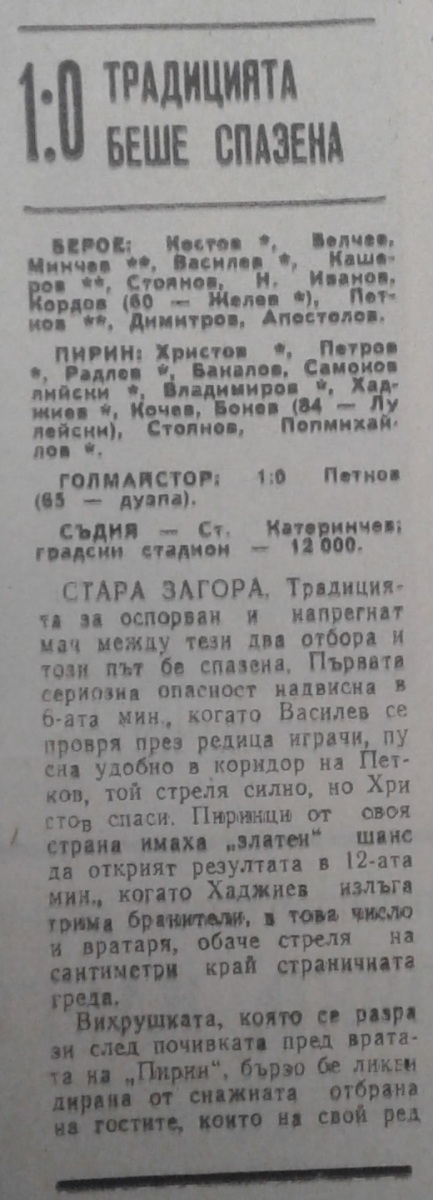 1:0 ТРАДИЦИЯТА
БЕШЕ СПАЗЕНА
БЕРОЕ: Костов *, Велчев,
Минчев **, Василев *, Каше-
ров **, Стоянов, Н. Иванов,
Кордов (60 — Желев *), Пет-
ков **, Димитров, Апостолов.
ПИРИН: Христов *, Петров
*, Радлев *, Бакалов, Самоков
лийски *, Владимиров *, Хад-
жиев *, Кочев, Бонев (84 — Лу
лейски), Стоянов, Попмихай-
лов *.
ГОЛМАЙСТОР: 1:0 Петков
(65 — дузпа).
СЪДИЯ — Ст. Катеринчев;
градски стадион — 12 000.
СТАРА ЗАГОРА. Традиция-
та за оспорван и напрегнат
мач между тези два отбора и
този път бе спазена. Първата
сериозна опасност надвисна в
6-ата мин., когато Василев се
провря през редица играчи, пу
сна удобно в коридор на Пет-
ков, той стреля силно, но Хри
стов спаси. Пиринци от своя
страна имаха „златен“ шанс
да открият резултата в 12-ата
мин., когато Хаджиев излъга
трима бранители, в това число
и вратаря, обаче стреля на
сантиметри край страничната
греда.
Вихрушката, която се разра
зи след почивката пред врата-
та на „Пирин“, бързо бе ликви
дирана от снажната отбрана
на гостите, които на свой ред